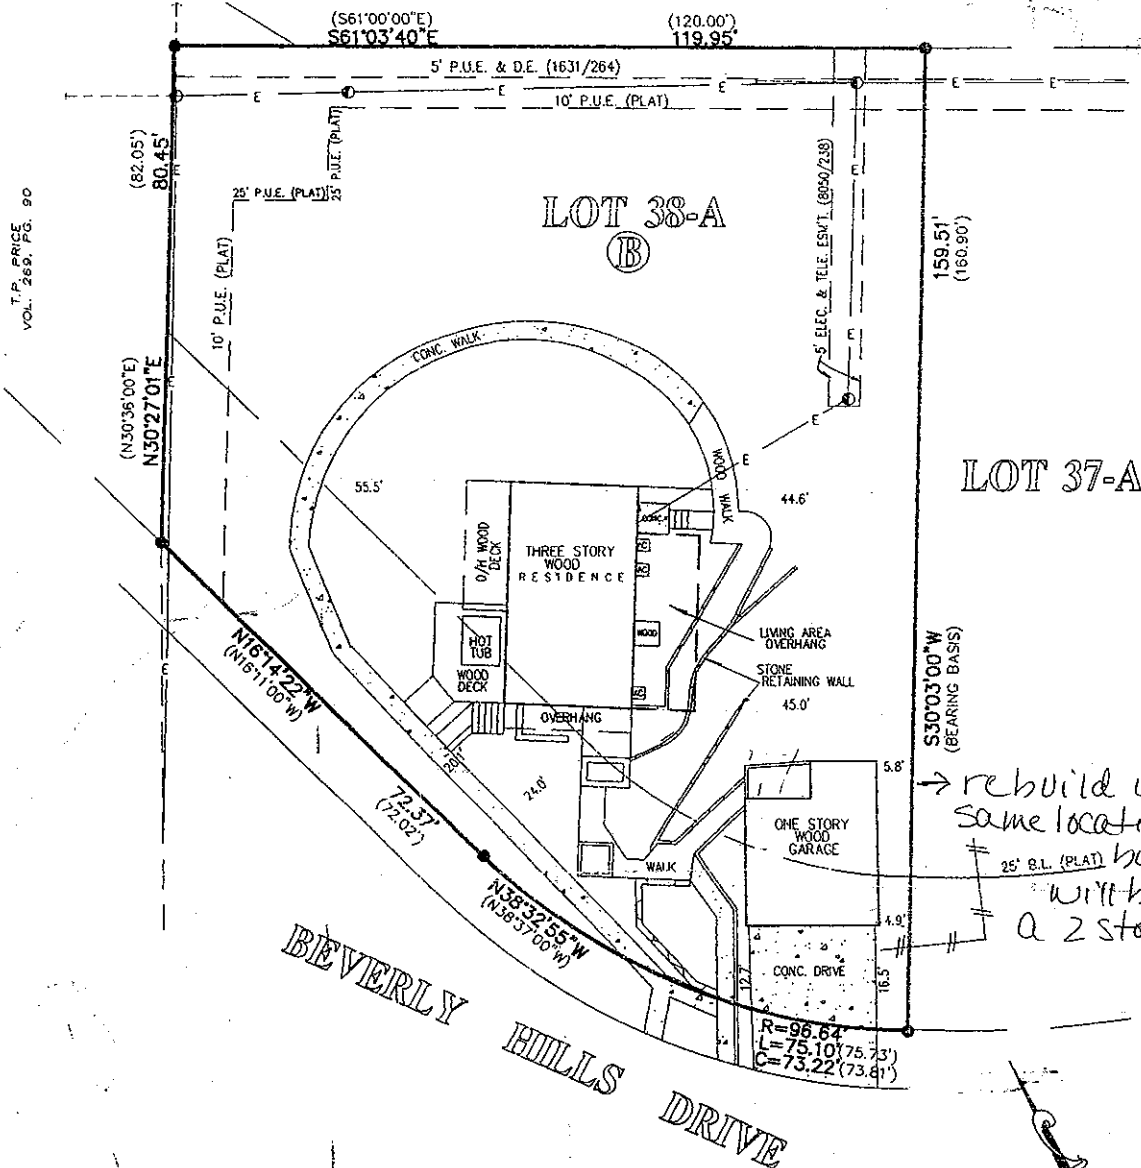 (S61°00'00"E)
S61°03'40"E
(120.00')
119.95'
5' P.U.E. & D.E. (1631/264)
E
E
E
E
10' P.U.E. (PLAT)
(82.05')
80.45'
E
25' P.U.E. (PLAT)
25' P.U.E. (PLAT)
T.P. PRICE
VOL. 269, PG. 90
10' P.U.E. (PLAT)
LOT 38-A
B
5' ELEC. & TELE. ESM'T. (8050/238)
E
E
E
159.51'
(160.90')
(N30°36'00"E)
N30°27'01"E
E
CONC. WALK
WOOD WALK
E
LOT 37-A
55.5'
44.6'
O/H WOOD
DECK
THREE STORY
WOOD
RESIDENCE
CONC.
AC
AC
WOOD
AC
HOT
TUB
WOOD
DECK
LIVING AREA
OVERHANG
STONE
RETAINING WALL
45.0'
OVERHANG
S30°03'00"W
(BEARING BASIS)
E
N16°14'22"W
(N16°11'00"W)
24.0'
5.8'
72.37'
(72.02')
ONE STORY
WOOD
GARAGE
→ rebuild
same
25' B.L. (PLAT)
a 2
WALK
4.9'
N38°32'55"W
(N38°37'00"W)
CONC. DRIVE
12.7
16.5'
R=96.64'
L=75.10'(75.73')
C=73.22'(73.81')
BEVERLY HILLS DRIVE